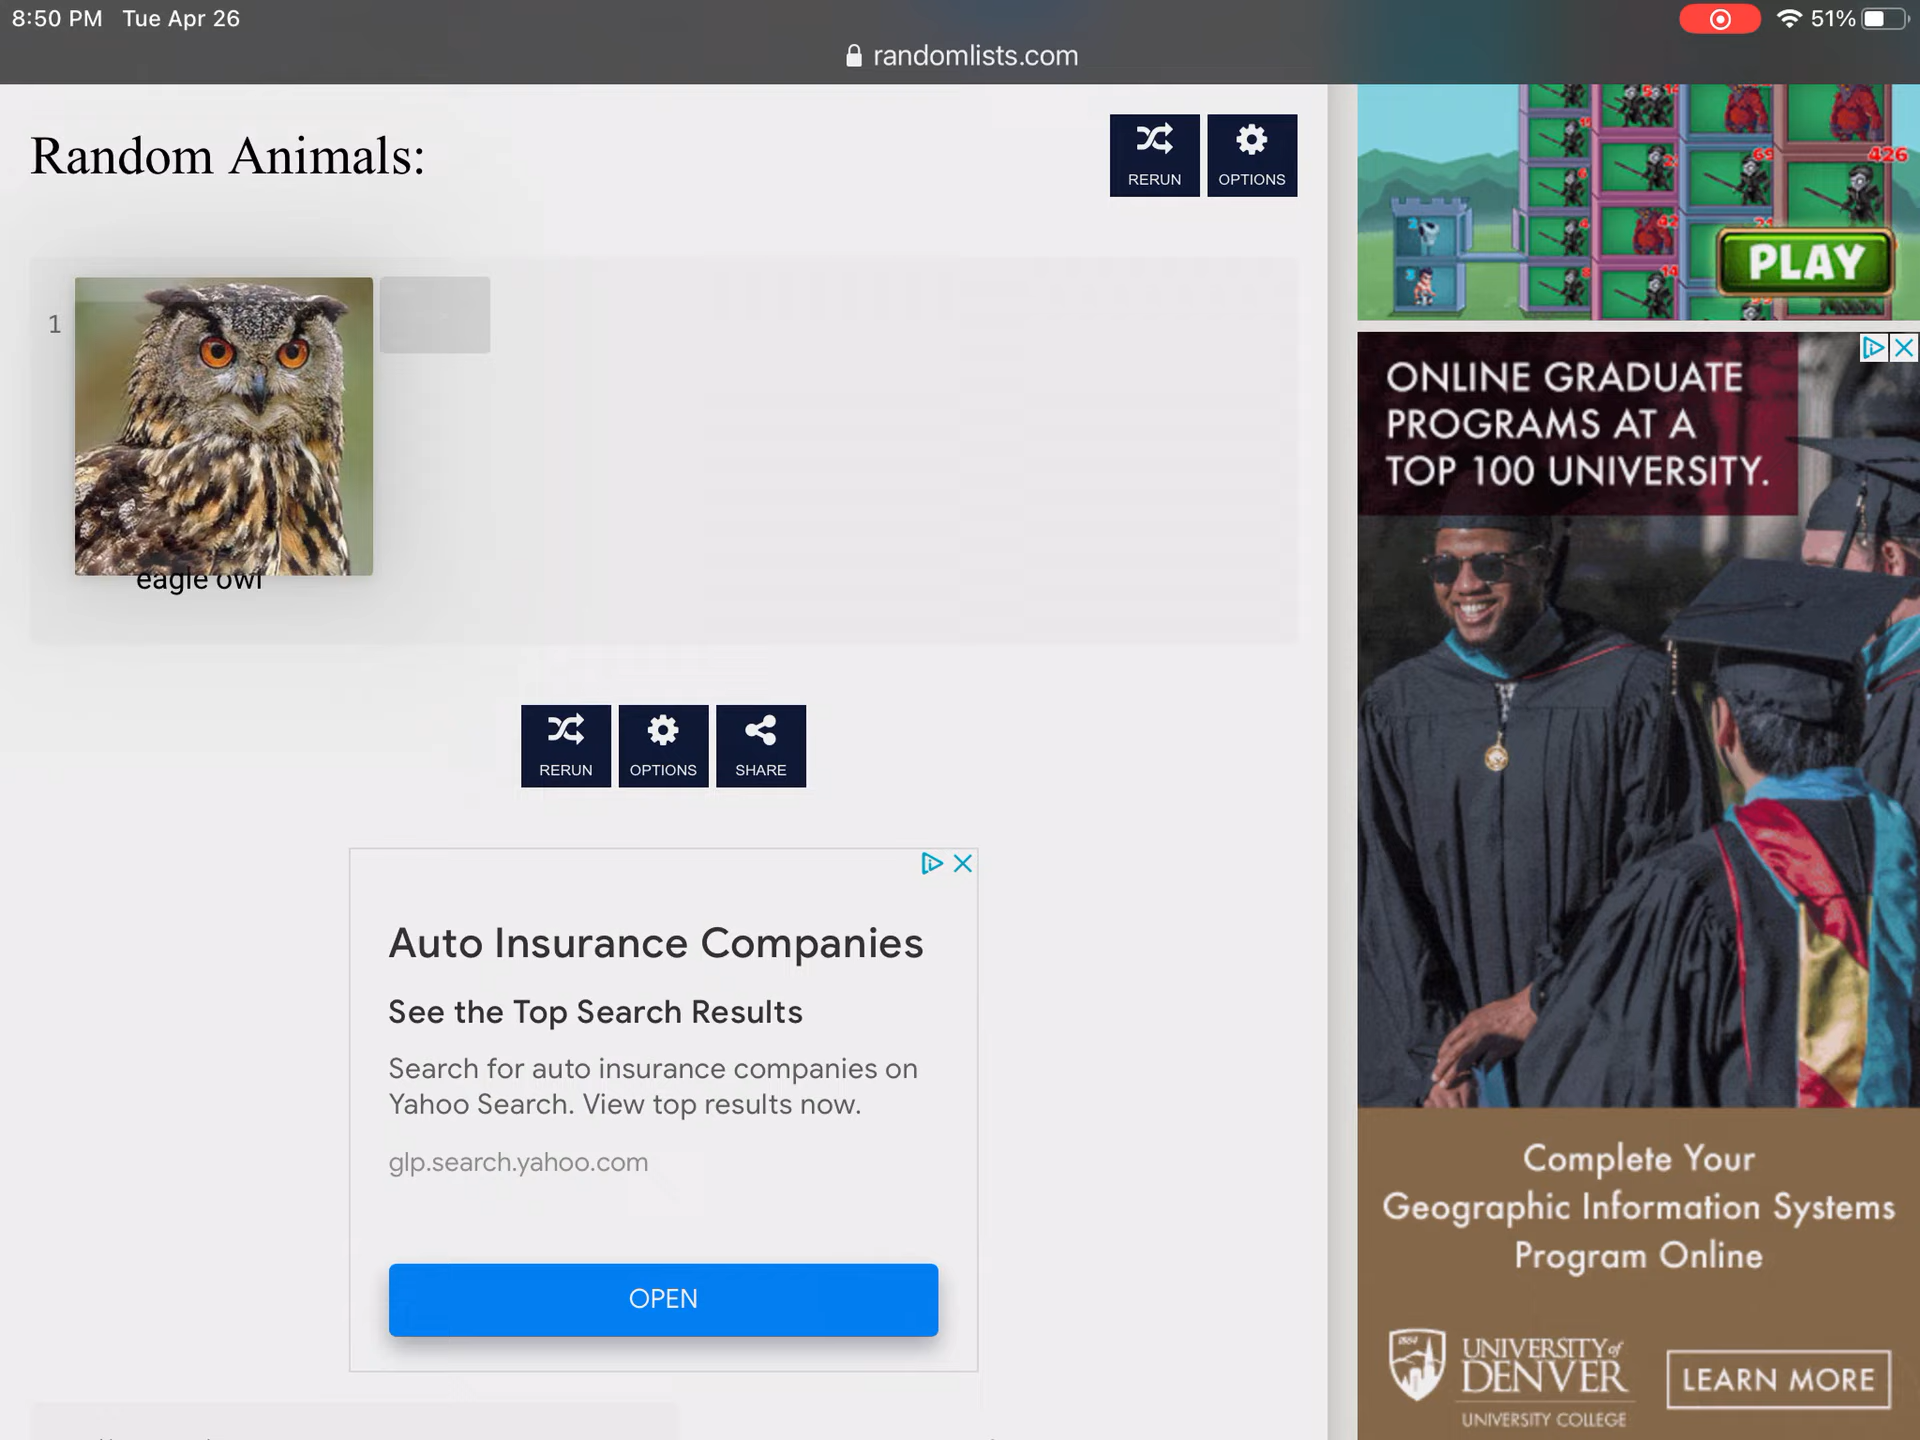 8:50 PM Tue Apr 26
51%
randomlists.com
Random Animals:
RERUN
OPTIONS
1
eagle owl
RERUN
OPTIONS
SHARE
Auto Insurance Companies
See the Top Search Results
Search for auto insurance companies on
Yahoo Search. View top results now.
glp.search.yahoo.com
OPEN
426
PLAY
ONLINE GRADUATE
PROGRAMS AT A
TOP 100 UNIVERSITY.
Complete Your
Geographic Information Systems
Program Online
UNIVERSITY of
DENVER
UNIVERSITY COLLEGE
LEARN MORE